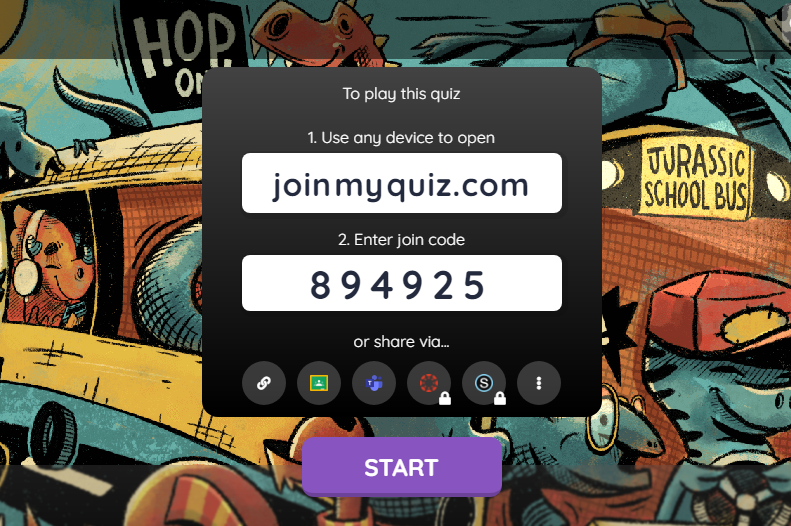 HOP
ON
To play this quiz
1. Use any device to open
joinmyquiz.com
JURASSIC
SCHOOL BUS
2. Enter join code
894925
or share via...
S
START